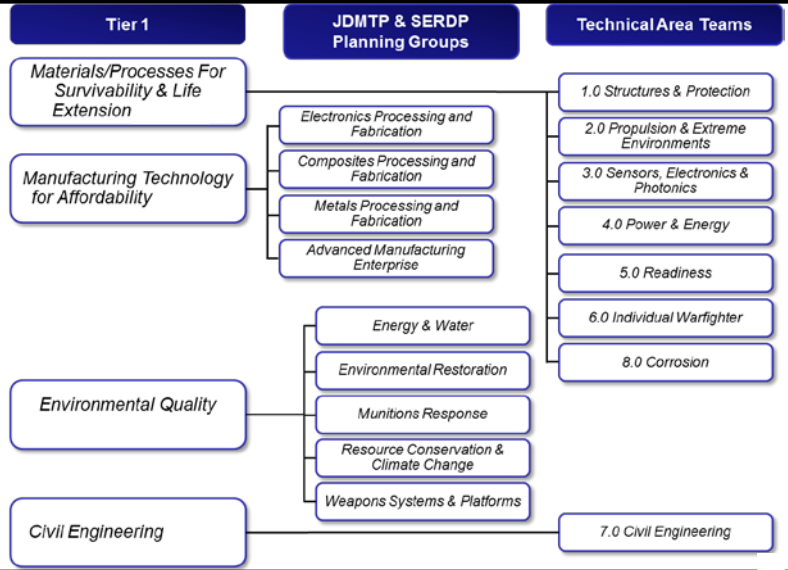 Tier 1
JDMTP & SERDP
Planning Groups
Technical Area Teams
Materials/Processes For
Survivability & Life
Extension
Manufacturing Technology
for Affordability
Environmental Quality
Civil Engineering
Electronics Processing and
Fabrication
Composites Processing and
Fabrication
Metals Processing and
Fabrication
Advanced Manufacturing
Enterprise
Energy & Water
Environmental Restoration
Munitions Response
Resource Conservation &
Climate Change
Weapons Systems & Platforms
1.0 Structures & Protection
2.0 Propulsion & Extreme
Environments
3.0 Sensors, Electronics &
Photonics
4.0 Power & Energy
5.0 Readiness
6.0 Individual Warfighter
8.0 Corrosion
7.0 Civil Engineering